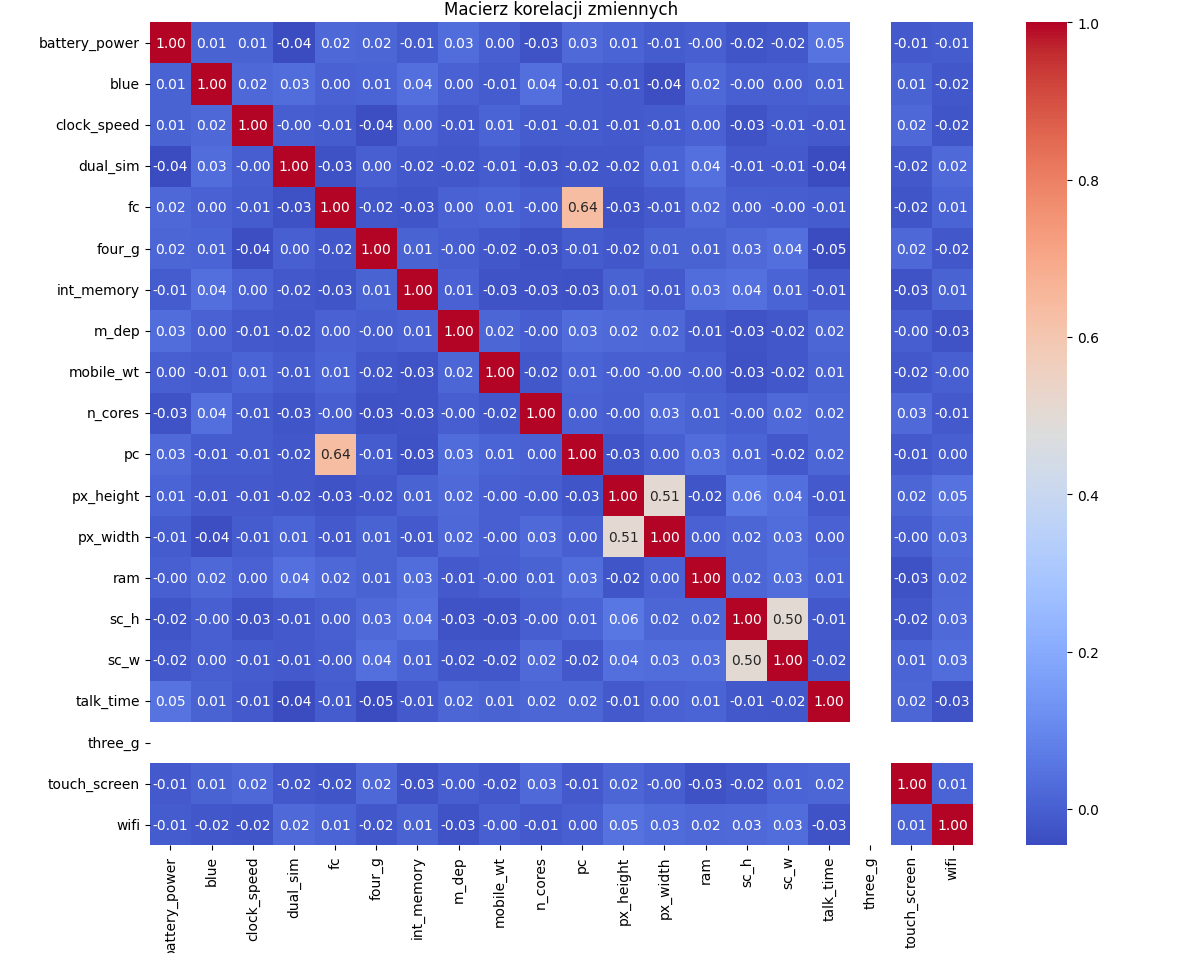 Macierz korelacji zmiennych
battery_power 1.00 0.01 0.01 -0.04 0.02 0.02 -0.01 0.03 0.00 -0.03 0.03 0.01 -0.01 -0.00 -0.02 -0.02 0.05 -0.01 -0.01
blue 0.01 1.00 0.02 0.03 0.00 0.01 0.04 0.00 -0.01 0.04 -0.01 -0.01 -0.04 0.02 -0.00 0.00 0.01 0.01 -0.02
clock_speed 0.01 0.02 1.00 -0.00 -0.01 -0.04 0.00 -0.01 0.01 -0.01 -0.01 -0.01 -0.01 0.00 -0.03 -0.01 -0.01 0.02 -0.02
dual_sim -0.04 0.03 -0.00 1.00 -0.03 0.00 -0.02 -0.02 -0.01 -0.03 -0.02 -0.02 0.01 0.04 -0.01 -0.01 -0.04 -0.02 0.02
fc 0.02 0.00 -0.01 -0.03 1.00 -0.02 -0.03 0.00 0.01 -0.00 0.64 -0.03 -0.01 0.02 0.00 -0.00 -0.01 -0.02 0.01
four_g 0.02 0.01 -0.04 0.00 -0.02 1.00 0.01 -0.00 -0.02 -0.03 -0.01 -0.02 0.01 0.01 0.03 0.04 -0.05 0.02 -0.02
int_memory -0.01 0.04 0.00 -0.02 -0.03 0.01 1.00 0.01 -0.03 -0.03 -0.03 0.01 -0.01 0.03 0.04 0.01 -0.01 -0.03 0.01
m_dep 0.03 0.00 -0.01 -0.02 0.00 -0.00 0.01 1.00 0.02 -0.00 0.03 0.02 0.02 -0.01 -0.03 -0.02 0.02 -0.00 -0.03
mobile_wt 0.00 -0.01 0.01 -0.01 0.01 -0.02 -0.03 0.02 1.00 -0.02 0.01 -0.00 -0.00 -0.00 -0.03 -0.02 0.01 -0.02 -0.00
n_cores -0.03 0.04 -0.01 -0.03 -0.00 -0.03 -0.03 -0.00 -0.02 1.00 0.00 -0.00 0.03 0.01 -0.00 0.02 0.02 0.03 -0.01
pc 0.03 -0.01 -0.01 -0.02 0.64 -0.01 -0.03 0.03 0.01 0.00 1.00 -0.03 0.00 0.03 0.01 -0.02 0.02 -0.01 0.00
px_height 0.01 -0.01 -0.01 -0.02 -0.03 -0.02 0.01 0.02 -0.00 -0.00 -0.03 1.00 0.51 -0.02 0.06 0.04 -0.01 0.02 0.05
px_width -0.01 -0.04 -0.01 0.01 -0.01 0.01 -0.01 0.02 -0.00 0.03 0.00 0.51 1.00 0.00 0.02 0.03 0.00 -0.00 0.03
ram -0.00 0.02 0.00 0.04 0.02 0.01 0.03 -0.01 -0.00 0.01 0.03 -0.02 0.00 1.00 0.02 0.03 0.01 -0.03 0.02
sc_h -0.02 -0.00 -0.03 -0.01 0.00 0.03 0.04 -0.03 -0.03 -0.00 0.01 0.06 0.02 0.02 1.00 0.50 -0.01 -0.02 0.03
sc_w -0.02 0.00 -0.01 -0.01 -0.00 0.04 0.01 -0.02 -0.02 0.02 -0.02 0.04 0.03 0.03 0.50 1.00 -0.02 0.01 0.03
talk_time 0.05 0.01 -0.01 -0.04 -0.01 -0.05 -0.01 0.02 0.01 0.02 0.02 -0.01 0.00 0.01 -0.01 -0.02 1.00 0.02 -0.03
three_g
touch_screen -0.01 0.01 0.02 -0.02 -0.02 0.02 -0.03 -0.00 -0.02 0.03 -0.01 0.02 -0.00 -0.03 -0.02 0.01 0.02 1.00 0.01
wifi -0.01 -0.02 -0.02 0.02 0.01 -0.02 0.01 -0.03 -0.00 -0.01 0.00 0.05 0.03 0.02 0.03 0.03 -0.03 0.01 1.00
battery_power blue clock_speed dual_sim fc four_g int_memory m_dep mobile_wt n_cores pc px_height px_width ram sc_h sc_w talk_time three_g touch_screen wifi
1.0
0.8
0.6
0.4
0.2
0.0